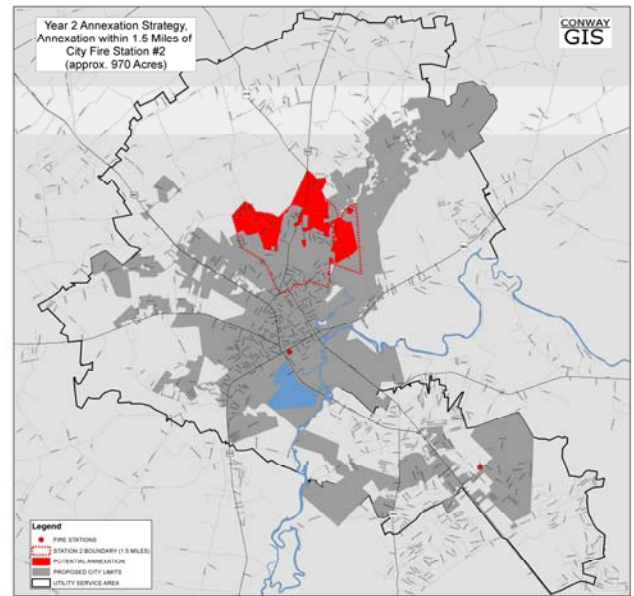 Year 2 Annexation Strategy,
Annexation within 1.5 Miles of
City Fire Station #2
(approx. 970 Acres)
CONWAY
GIS
Legend
FIRE STATIONS
STATION 2 BOUNDARY (1.5 MILES)
POTENTIAL ANNEXATION
PROPOSED CITY LIMITS
UTILITY SERVICE AREA